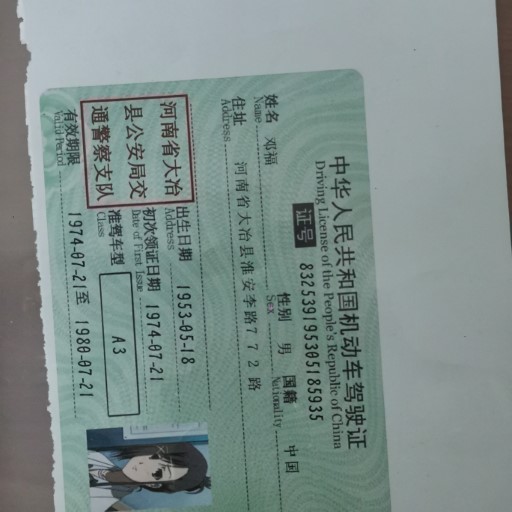 中华人民共和国机动车驾驶证
Driving License of the People's Republic of China
证号 832539195305185935
姓名 邓福 性别 男 国籍 中国
Name Sex Nationality
住址 河南省大冶县淮安李路772路
Address
河南省大冶
县公安局交
通警察支队
出生日期 1953-05-18
Address
初次领证日期 1974-07-21
Date of First Issue
准驾车型 A3
Class
有效期限 1974-07-21至 1980-07-21
Valid Period